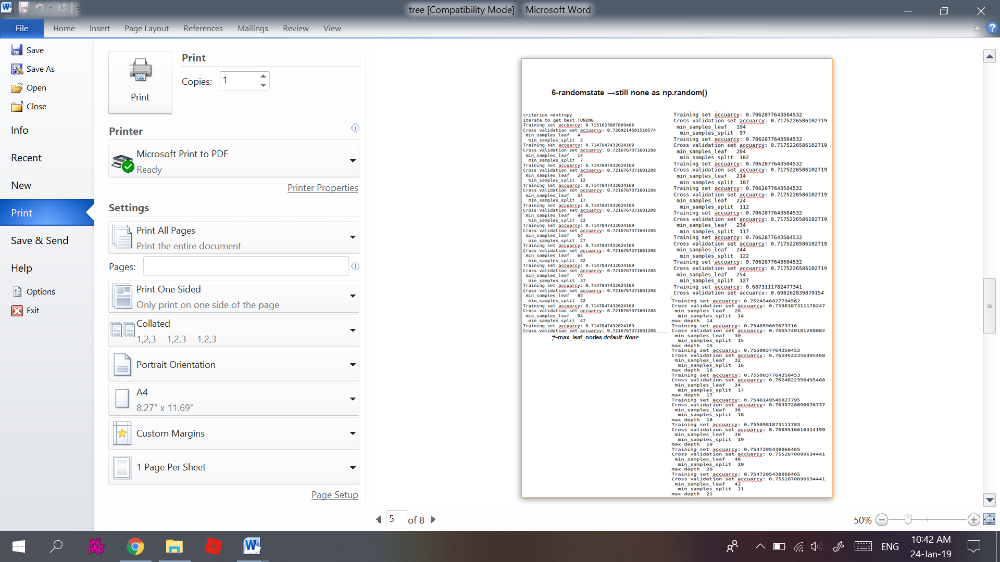 tree [Compatibility Mode] - Microsoft Word
File
Home
Insert
Page Layout
References
Mailings
Review
View
Save
Save As
Open
Close
Info
Recent
New
Print
Save & Send
Help
Options
Exit
Print
Print
Copies: 1
Printer
Microsoft Print to PDF
Ready
Printer Properties
Settings
Print All Pages
Print the entire document
Pages:
Print One Sided
Only print on one side of the page
Collated
1,2,3 1,2,3 1,2,3
Portrait Orientation
A4
8.27" x 11.69"
Custom Margins
1 Page Per Sheet
Page Setup
6-randomstate →still none as np.random()
criterion =entropy
iterate to get best TUNING
Training set accuarcy: 0.7151623867069486
Cross validation set accuarcy: 0.7209214501510574
min_samples_leaf 4
min_samples_split 2
Training set accuarcy: 0.7147847432024169
Cross validation set accuarcy: 0.7216767371601208
min_samples_leaf 14
min_samples_split 7
Training set accuarcy: 0.7147847432024169
Cross validation set accuarcy: 0.7216767371601208
min_samples_leaf 24
min_samples_split 12
Training set accuarcy: 0.7147847432024169
Cross validation set accuarcy: 0.7216767371601208
min_samples_leaf 34
min_samples_split 17
Training set accuarcy: 0.7147847432024169
Cross validation set accuarcy: 0.7216767371601208
min_samples_leaf 44
min_samples_split 22
Training set accuarcy: 0.7147847432024169
Cross validation set accuarcy: 0.7216767371601208
min_samples_leaf 54
min_samples_split 27
Training set accuarcy: 0.7147847432024169
Cross validation set accuarcy: 0.7216767371601208
min_samples_leaf 64
min_samples_split 32
Training set accuarcy: 0.7147847432024169
Cross validation set accuarcy: 0.7216767371601208
min_samples_leaf 74
min_samples_split 37
Training set accuarcy: 0.7147847432024169
Cross validation set accuarcy: 0.7216767371601208
min_samples_leaf 84
min_samples_split 42
Training set accuarcy: 0.7147847432024169
Cross validation set accuarcy: 0.7216767371601208
min_samples_leaf 94
min_samples_split 47
Training set accuarcy: 0.7147847432024169
Cross validation set accuarcy: 0.7216767371601208
7-max_leaf_nodes default=None
Training set accuarcy: 0.7062877643504532
Cross validation set accuarcy: 0.7175226586102719
min_samples_leaf 194
min_samples_split 97
Training set accuarcy: 0.7062877643504532
Cross validation set accuarcy: 0.7175226586102719
min_samples_leaf 204
min_samples_split 102
Training set accuarcy: 0.7062877643504532
Cross validation set accuarcy: 0.7175226586102719
min_samples_leaf 214
min_samples_split 107
Training set accuarcy: 0.7062877643504532
Cross validation set accuarcy: 0.7175226586102719
min_samples_leaf 224
min_samples_split 112
Training set accuarcy: 0.7062877643504532
Cross validation set accuarcy: 0.7175226586102719
min_samples_leaf 234
min_samples_split 117
Training set accuarcy: 0.7062877643504532
Cross validation set accuarcy: 0.7175226586102719
min_samples_leaf 244
min_samples_split 122
Training set accuarcy: 0.7062877643504532
Cross validation set accuarcy: 0.7175226586102719
min_samples_leaf 254
min_samples_split 127
Training set accuarcy: 0.6873111782477341
Cross validation set accuarcy: 0.698262839879154
Training set accuarcy: 0.7524546827794562
Cross validation set accuarcy: 0.7598187311178247
min_samples_leaf 28
min_samples_split 14
max depth 14
Training set accuarcy: 0.754059667673716
Cross validation set accuarcy: 0.7605740181268882
min_samples_leaf 30
min_samples_split 15
max depth 15
Training set accuarcy: 0.7550037764350453
Cross validation set accuarcy: 0.7624622356495468
min_samples_leaf 32
min_samples_split 16
max depth 16
Training set accuarcy: 0.7550037764350453
Cross validation set accuarcy: 0.7624622356495468
min_samples_leaf 34
min_samples_split 17
max depth 17
Training set accuarcy: 0.7548149546827795
Cross validation set accuarcy: 0.7639728096676737
min_samples_leaf 36
min_samples_split 18
max depth 18
Training set accuarcy: 0.7550981873111783
Cross validation set accuarcy: 0.7609516616314199
min_samples_leaf 38
min_samples_split 19
max depth 19
Training set accuarcy: 0.7547205438066465
Cross validation set accuarcy: 0.7552870090634441
min_samples_leaf 40
min_samples_split 20
max depth 20
Training set accuarcy: 0.7547205438066465
Cross validation set accuarcy: 0.7552870090634441
min_samples_leaf 42
min_samples_split 21
max depth 21
5 of 8
50%
ENG
10:42 AM
24-Jan-19